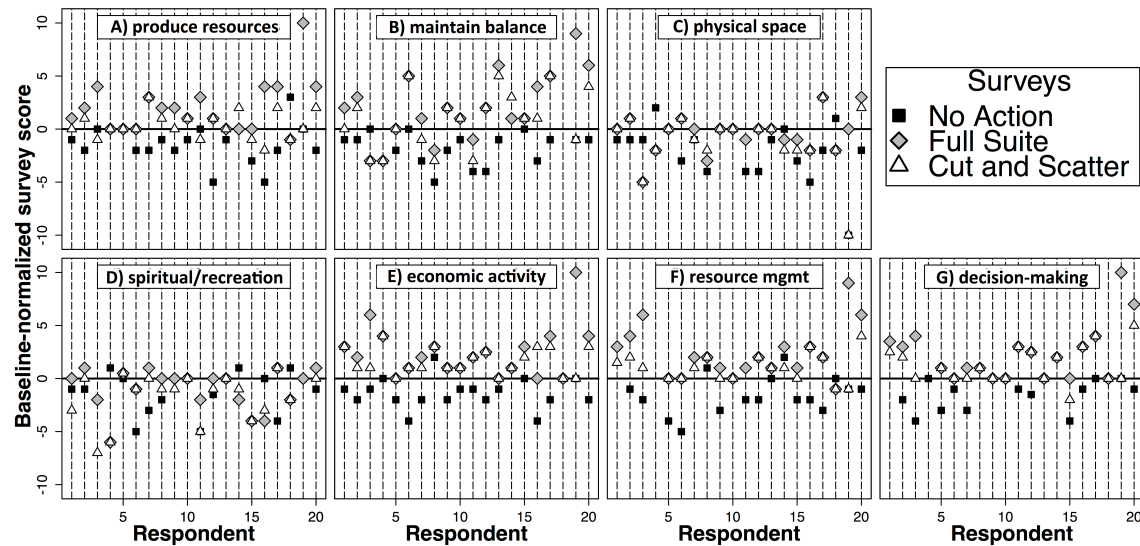 A) produce resources
B) maintain balance
C) physical space
10
5
0
-5
-10
Surveys
No Action
Full Suite
Cut and Scatter
Baseline-normalized survey score
D) spiritual/recreation
E) economic activity
F) resource mgmt
G) decision-making
10
5
0
-5
-10
5 10 15 20
5 10 15 20
5 10 15 20
5 10 15 20
Respondent
Respondent
Respondent
Respondent